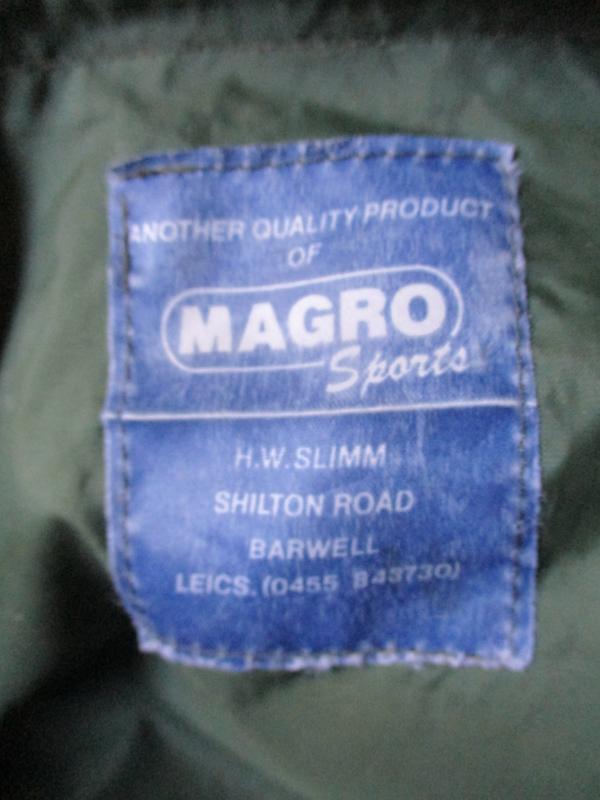 ANOTHER QUALITY PRODUCT
OF
MAGRO
Sports
H.W. SLIMM
SHILTON ROAD
BARWELL
LEICS. (0455 843730)